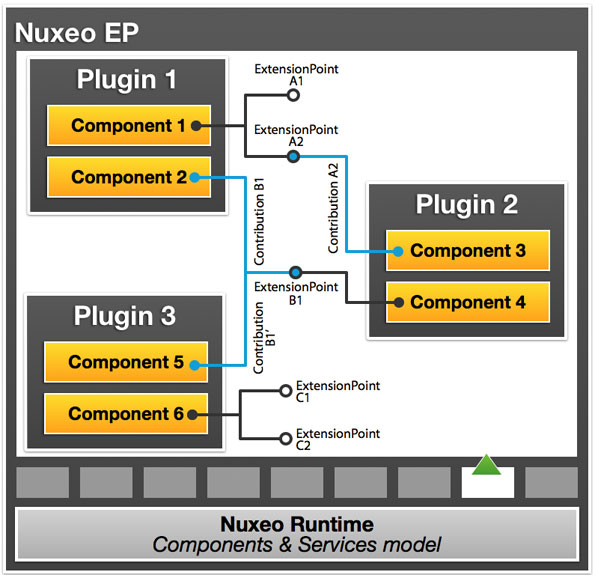 Nuxeo EP
Plugin 1
Component 1
Component 2
ExtensionPoint
A1
ExtensionPoint
A2
Contribution B1
Contribution A2
Plugin 2
Component 3
Component 4
ExtensionPoint
B1
Contribution
B1'
Plugin 3
Component 5
Component 6
ExtensionPoint
C1
ExtensionPoint
C2
Nuxeo Runtime
Components & Services model